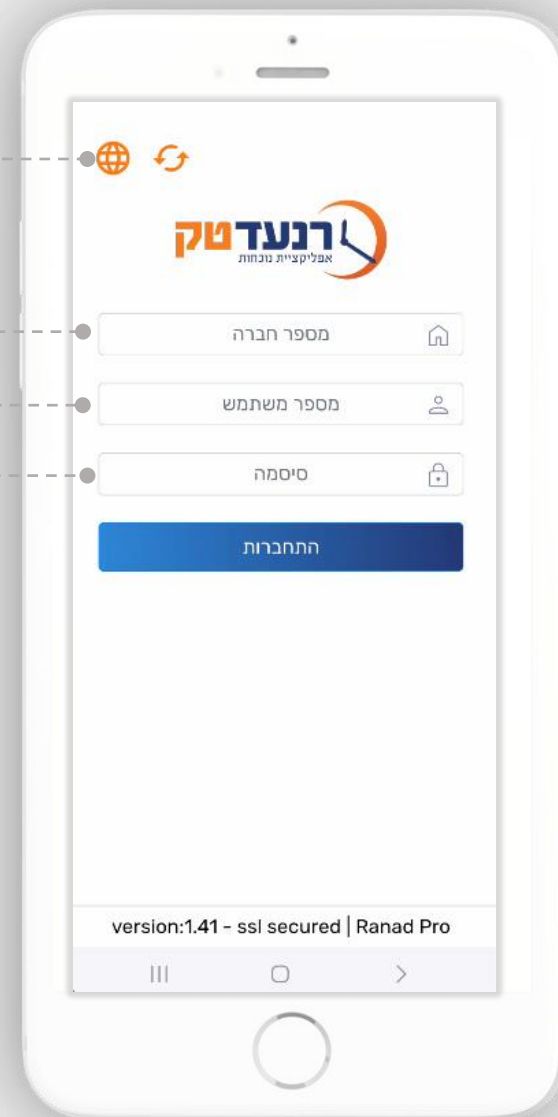 רנעדטק
אפליקציית נוכחות
מספר חברה
מספר משתמש
סיסמה
התחברות
version:1.41 - ssl secured | Ranad Pro